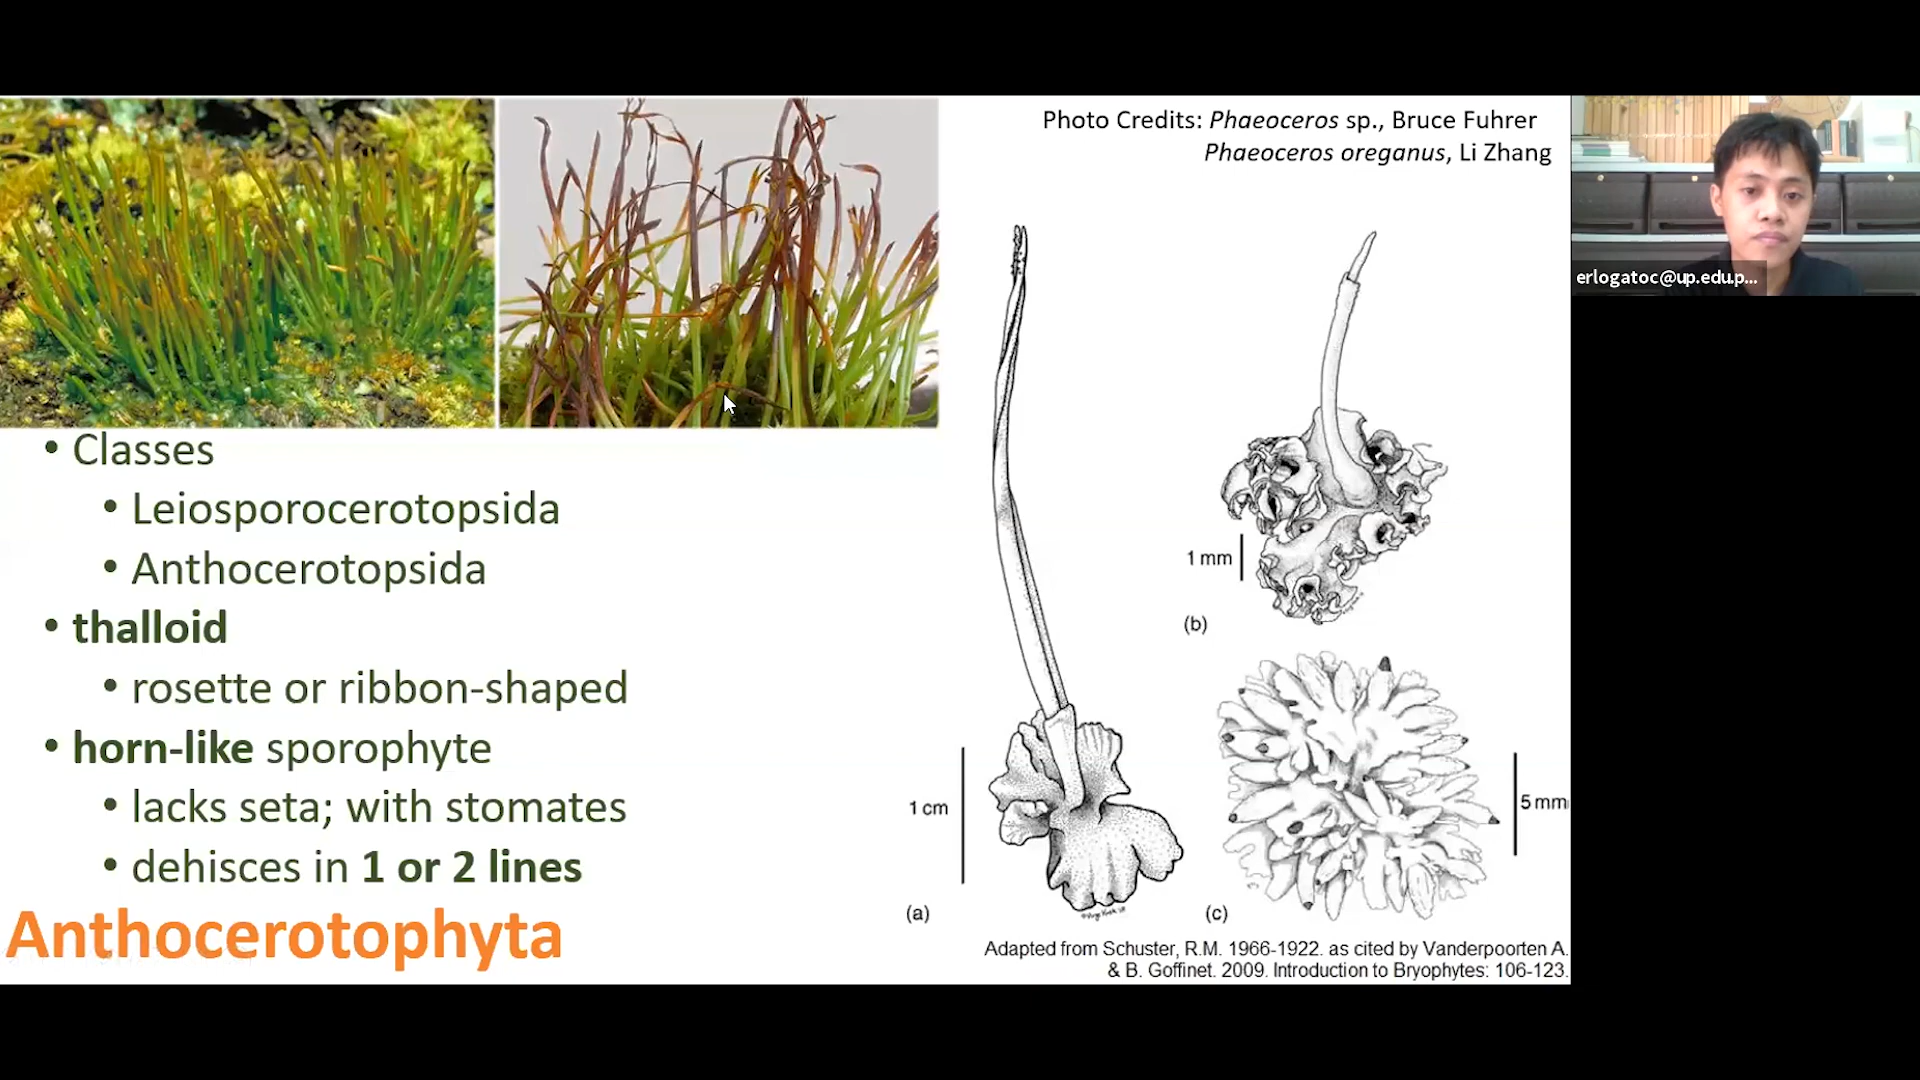 Photo Credits: Phaeoceros sp., Bruce Fuhrer
Phaeoceros oreganus, Li Zhang
erlogatoc@up.edu.p...
• Classes
• Leiosporocerotopsida
• Anthocerotopsida
• thalloid
• rosette or ribbon-shaped
• horn-like sporophyte
• lacks seta; with stomates
• dehisces in 1 or 2 lines
Anthocerotophyta
1 cm
(a)
1 mm
(b)
5 mm
(c)
Adapted from Schuster, R.M. 1966-1922. as cited by Vanderpoorten A.
& B. Goffinet. 2009. Introduction to Bryophytes: 106-123.